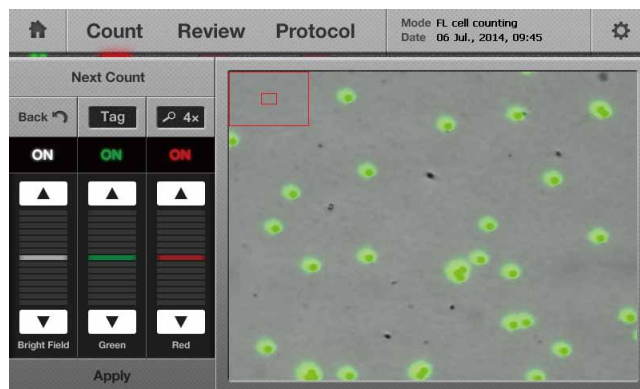 Count Review Protocol
Mode FL cell counting
Date 06 Jul., 2014, 09:45
Next Count
Back Tag 4×
ON ON ON
Bright Field Green Red
Apply